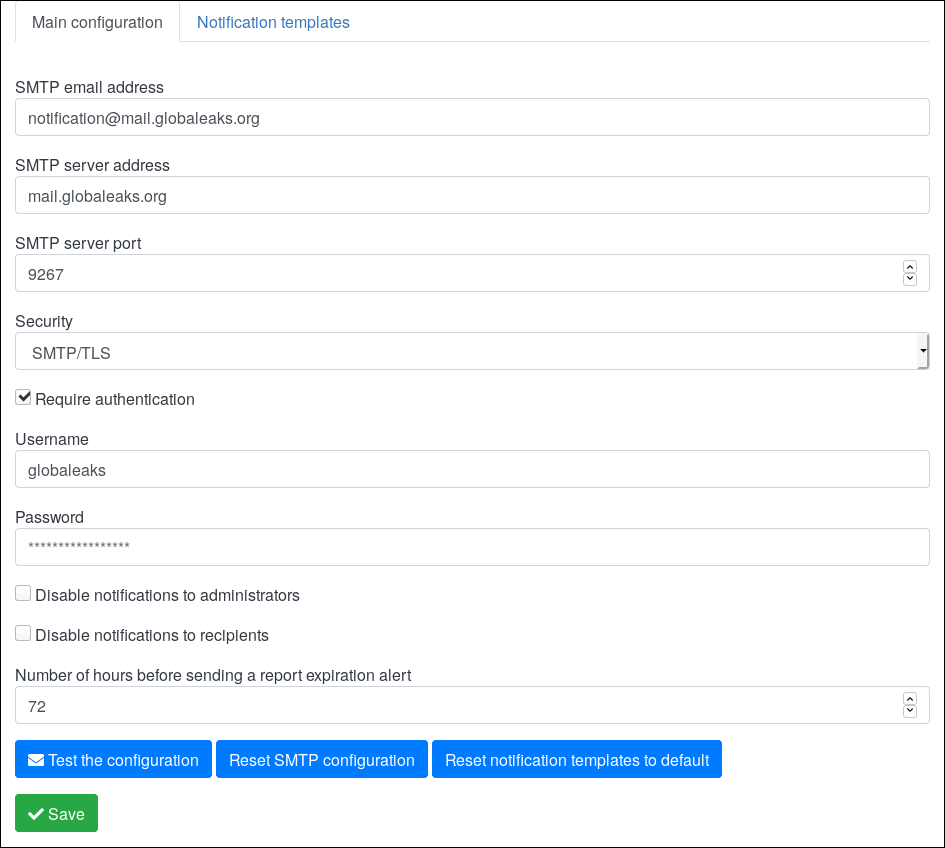 Main configuration Notification templates
SMTP email address
notification@mail.globaleaks.org
SMTP server address
mail.globaleaks.org
SMTP server port
9267
Security
SMTP/TLS
Require authentication
Username
globaleaks
Password
*****************
Disable notifications to administrators
Disable notifications to recipients
Number of hours before sending a report expiration alert
72
Test the configuration Reset SMTP configuration Reset notification templates to default
Save